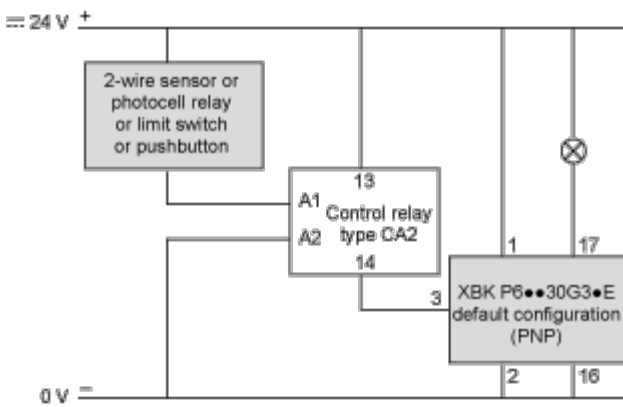 ⎓ 24 V +
2-wire sensor or
photocell relay
or limit switch
or pushbutton
13
A1
Control relay
A2
type CA2
14
1
17
3
XBK P6●●30G3●E
default configuration
(PNP)
2
16
0 V −